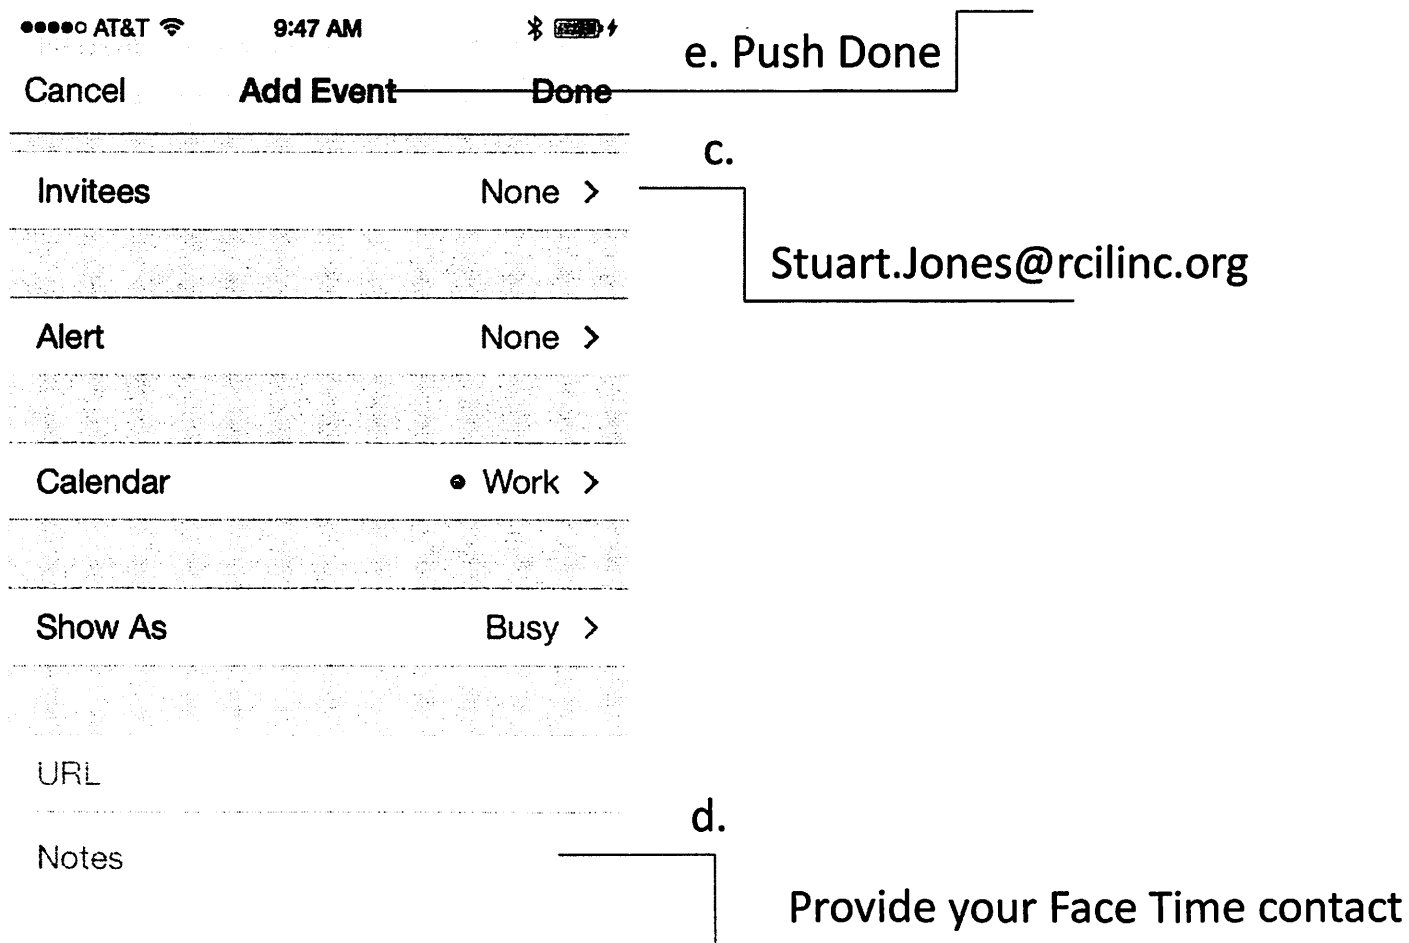 AT&T 9:47 AM
e. Push Done
Cancel Add Event Done
c.
Invitees None >
Stuart.Jones@rcilinc.org
Alert None >
Calendar • Work >
Show As Busy >
URL
d.
Notes
Provide your Face Time contact